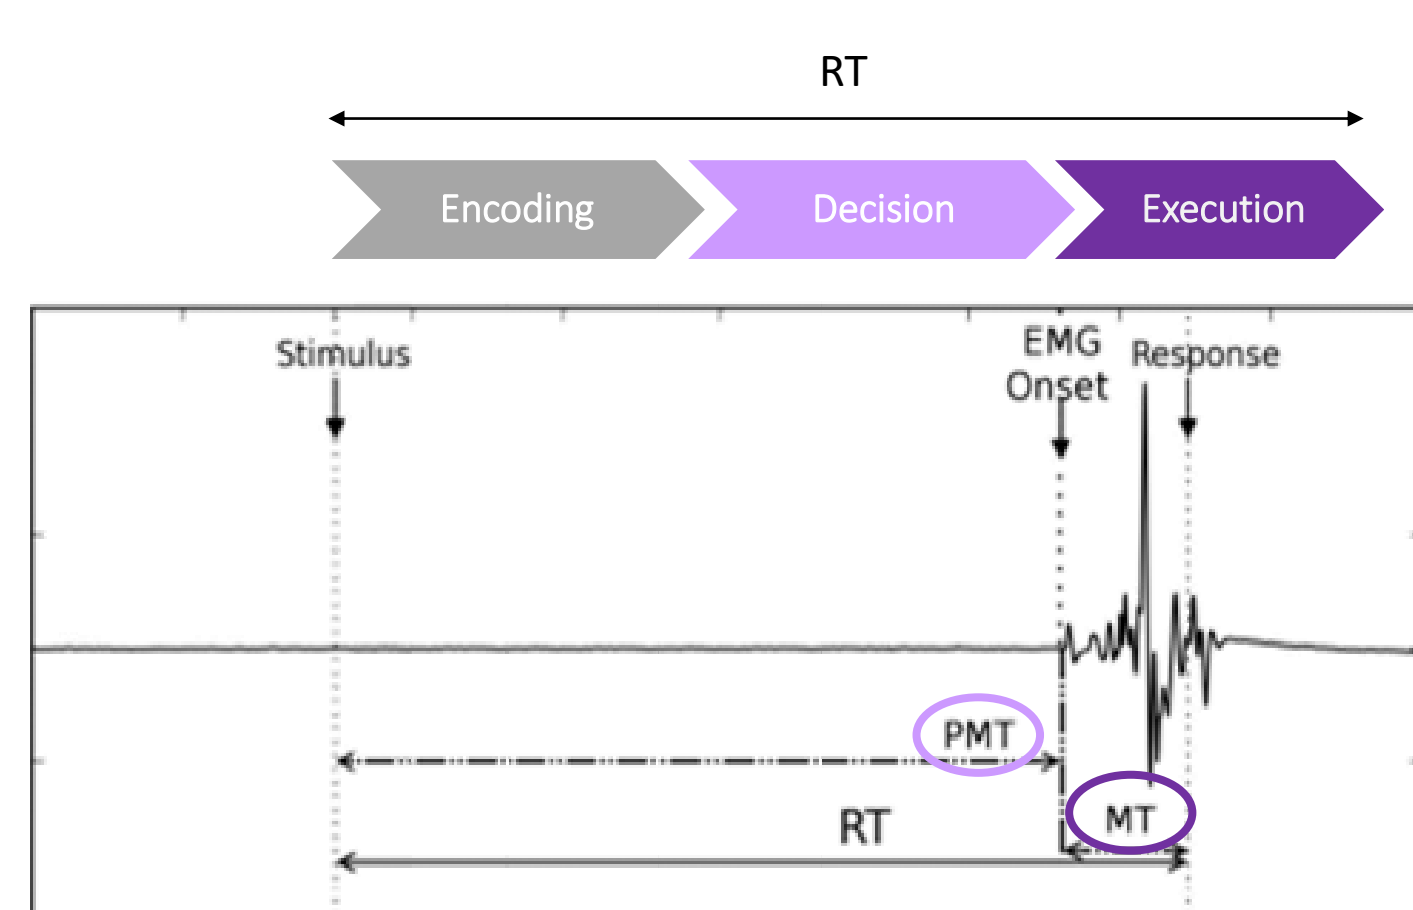 RT
Encoding
Decision
Execution
Stimulus
EMG
Onset
Response
PMT
MT
RT